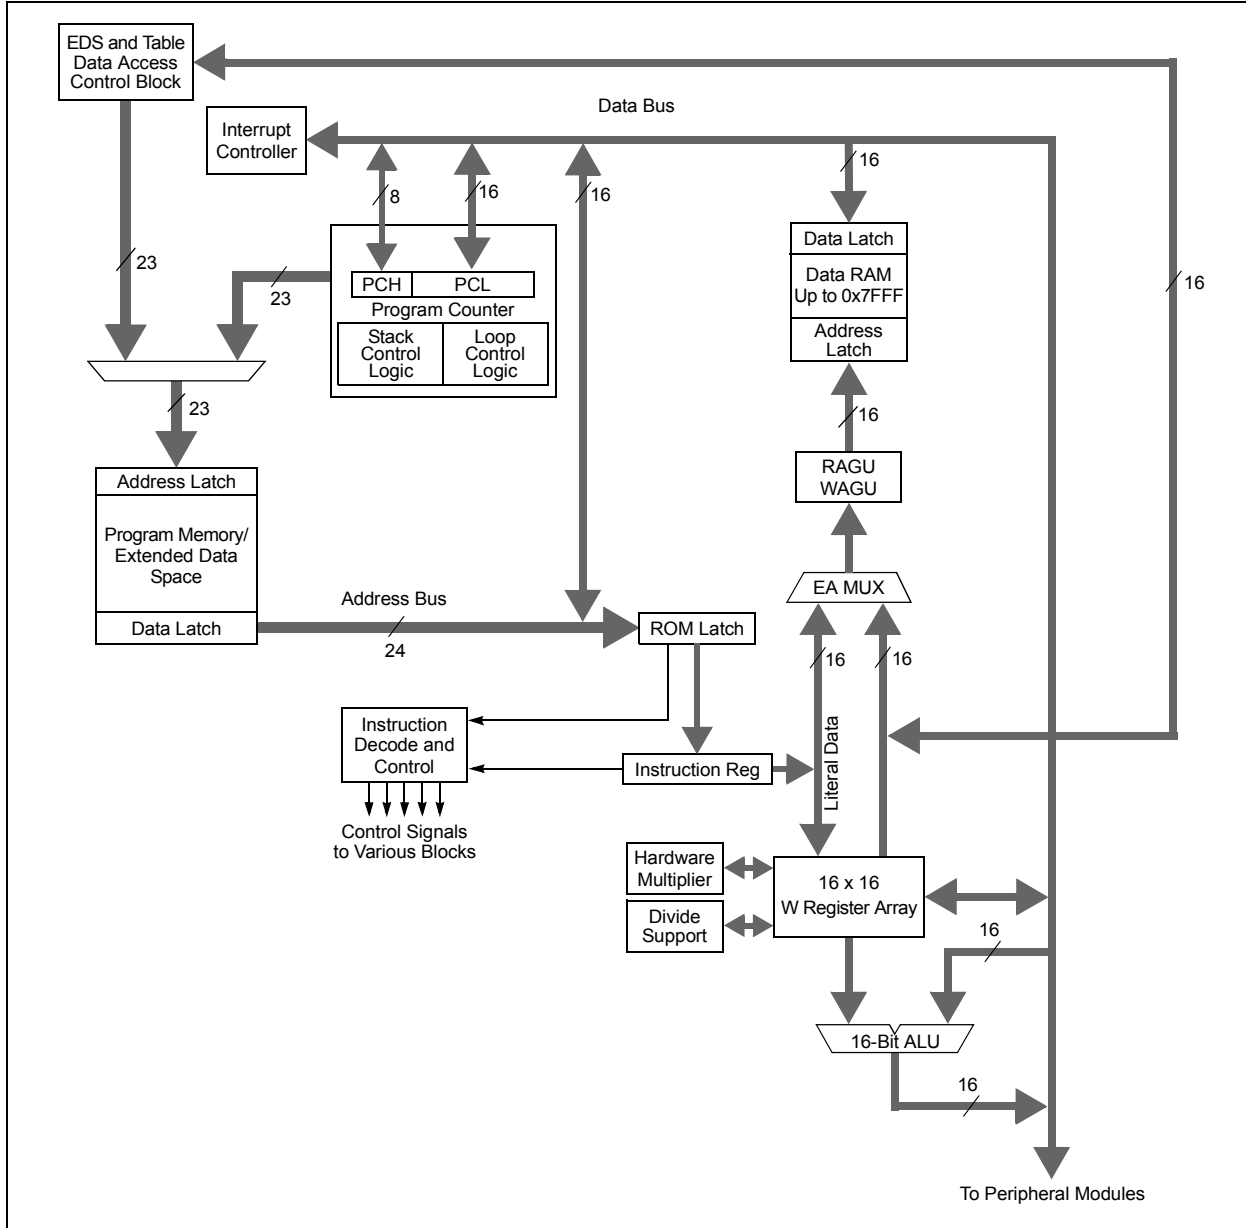 EDS and Table
Data Access
Control Block
16
Data Bus
Interrupt
Controller
8
16
16
16
Data Latch
Data RAM
Up to 0x7FFF
Address
Latch
16
23
23
PCH
PCL
Program Counter
Stack
Control
Logic
Loop
Control
Logic
23
16
RAGU
WAGU
Address Latch
Program Memory/
Extended Data
Space
Data Latch
EA MUX
Address Bus
24
ROM Latch
16
16
Instruction
Decode and
Control
Instruction Reg
Literal Data
Control Signals
to Various Blocks
Hardware
Multiplier
Divide
Support
16 x 16
W Register Array
16
16-Bit ALU
16
To Peripheral Modules